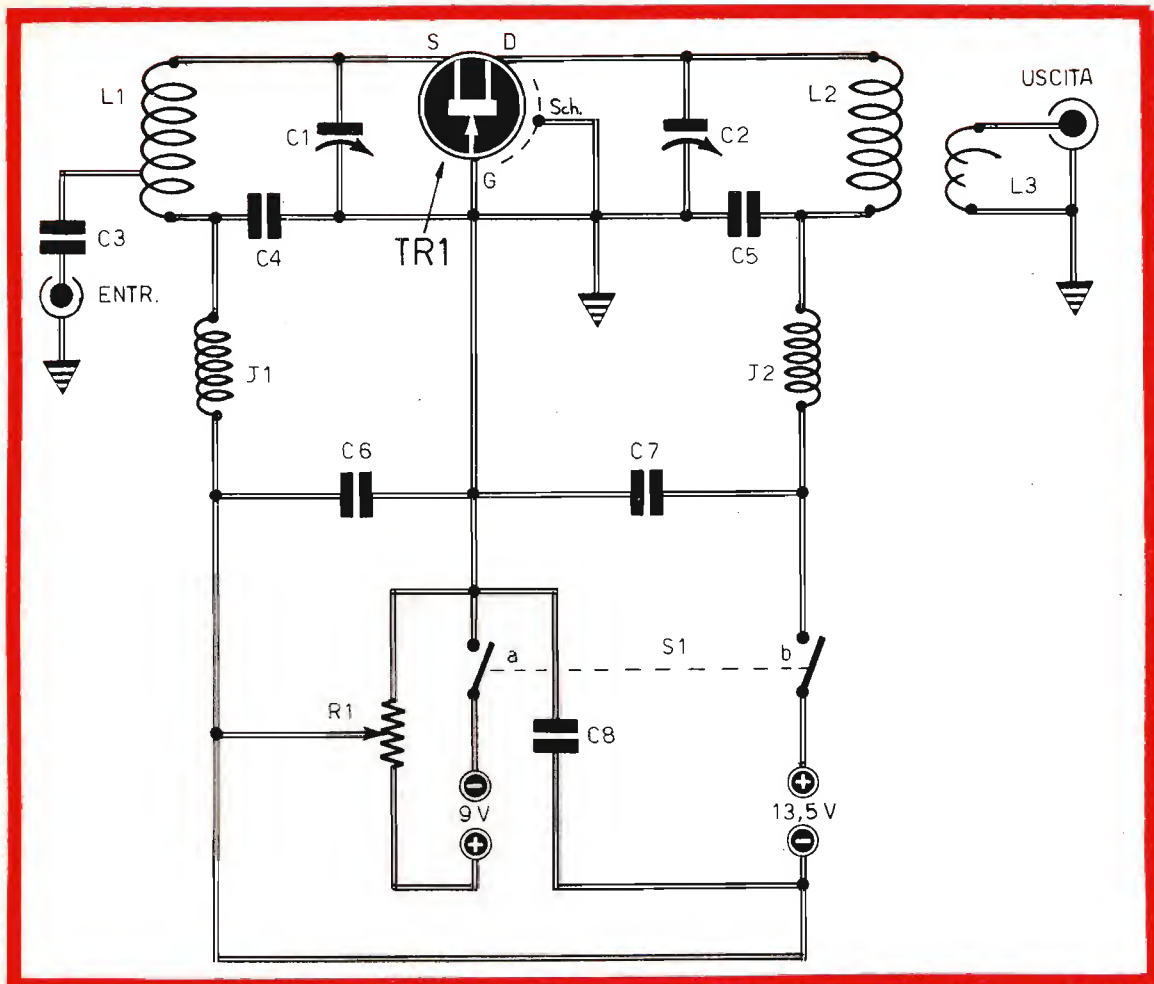 S
D
USCITA
L1
L2
Sch.
C1
C2
G
L3
C3
TR1
C4
C5
ENTR.
J1
J2
C6
C7
a
S1
b
R1
C8
-
+
9 V
13,5 V
+
-